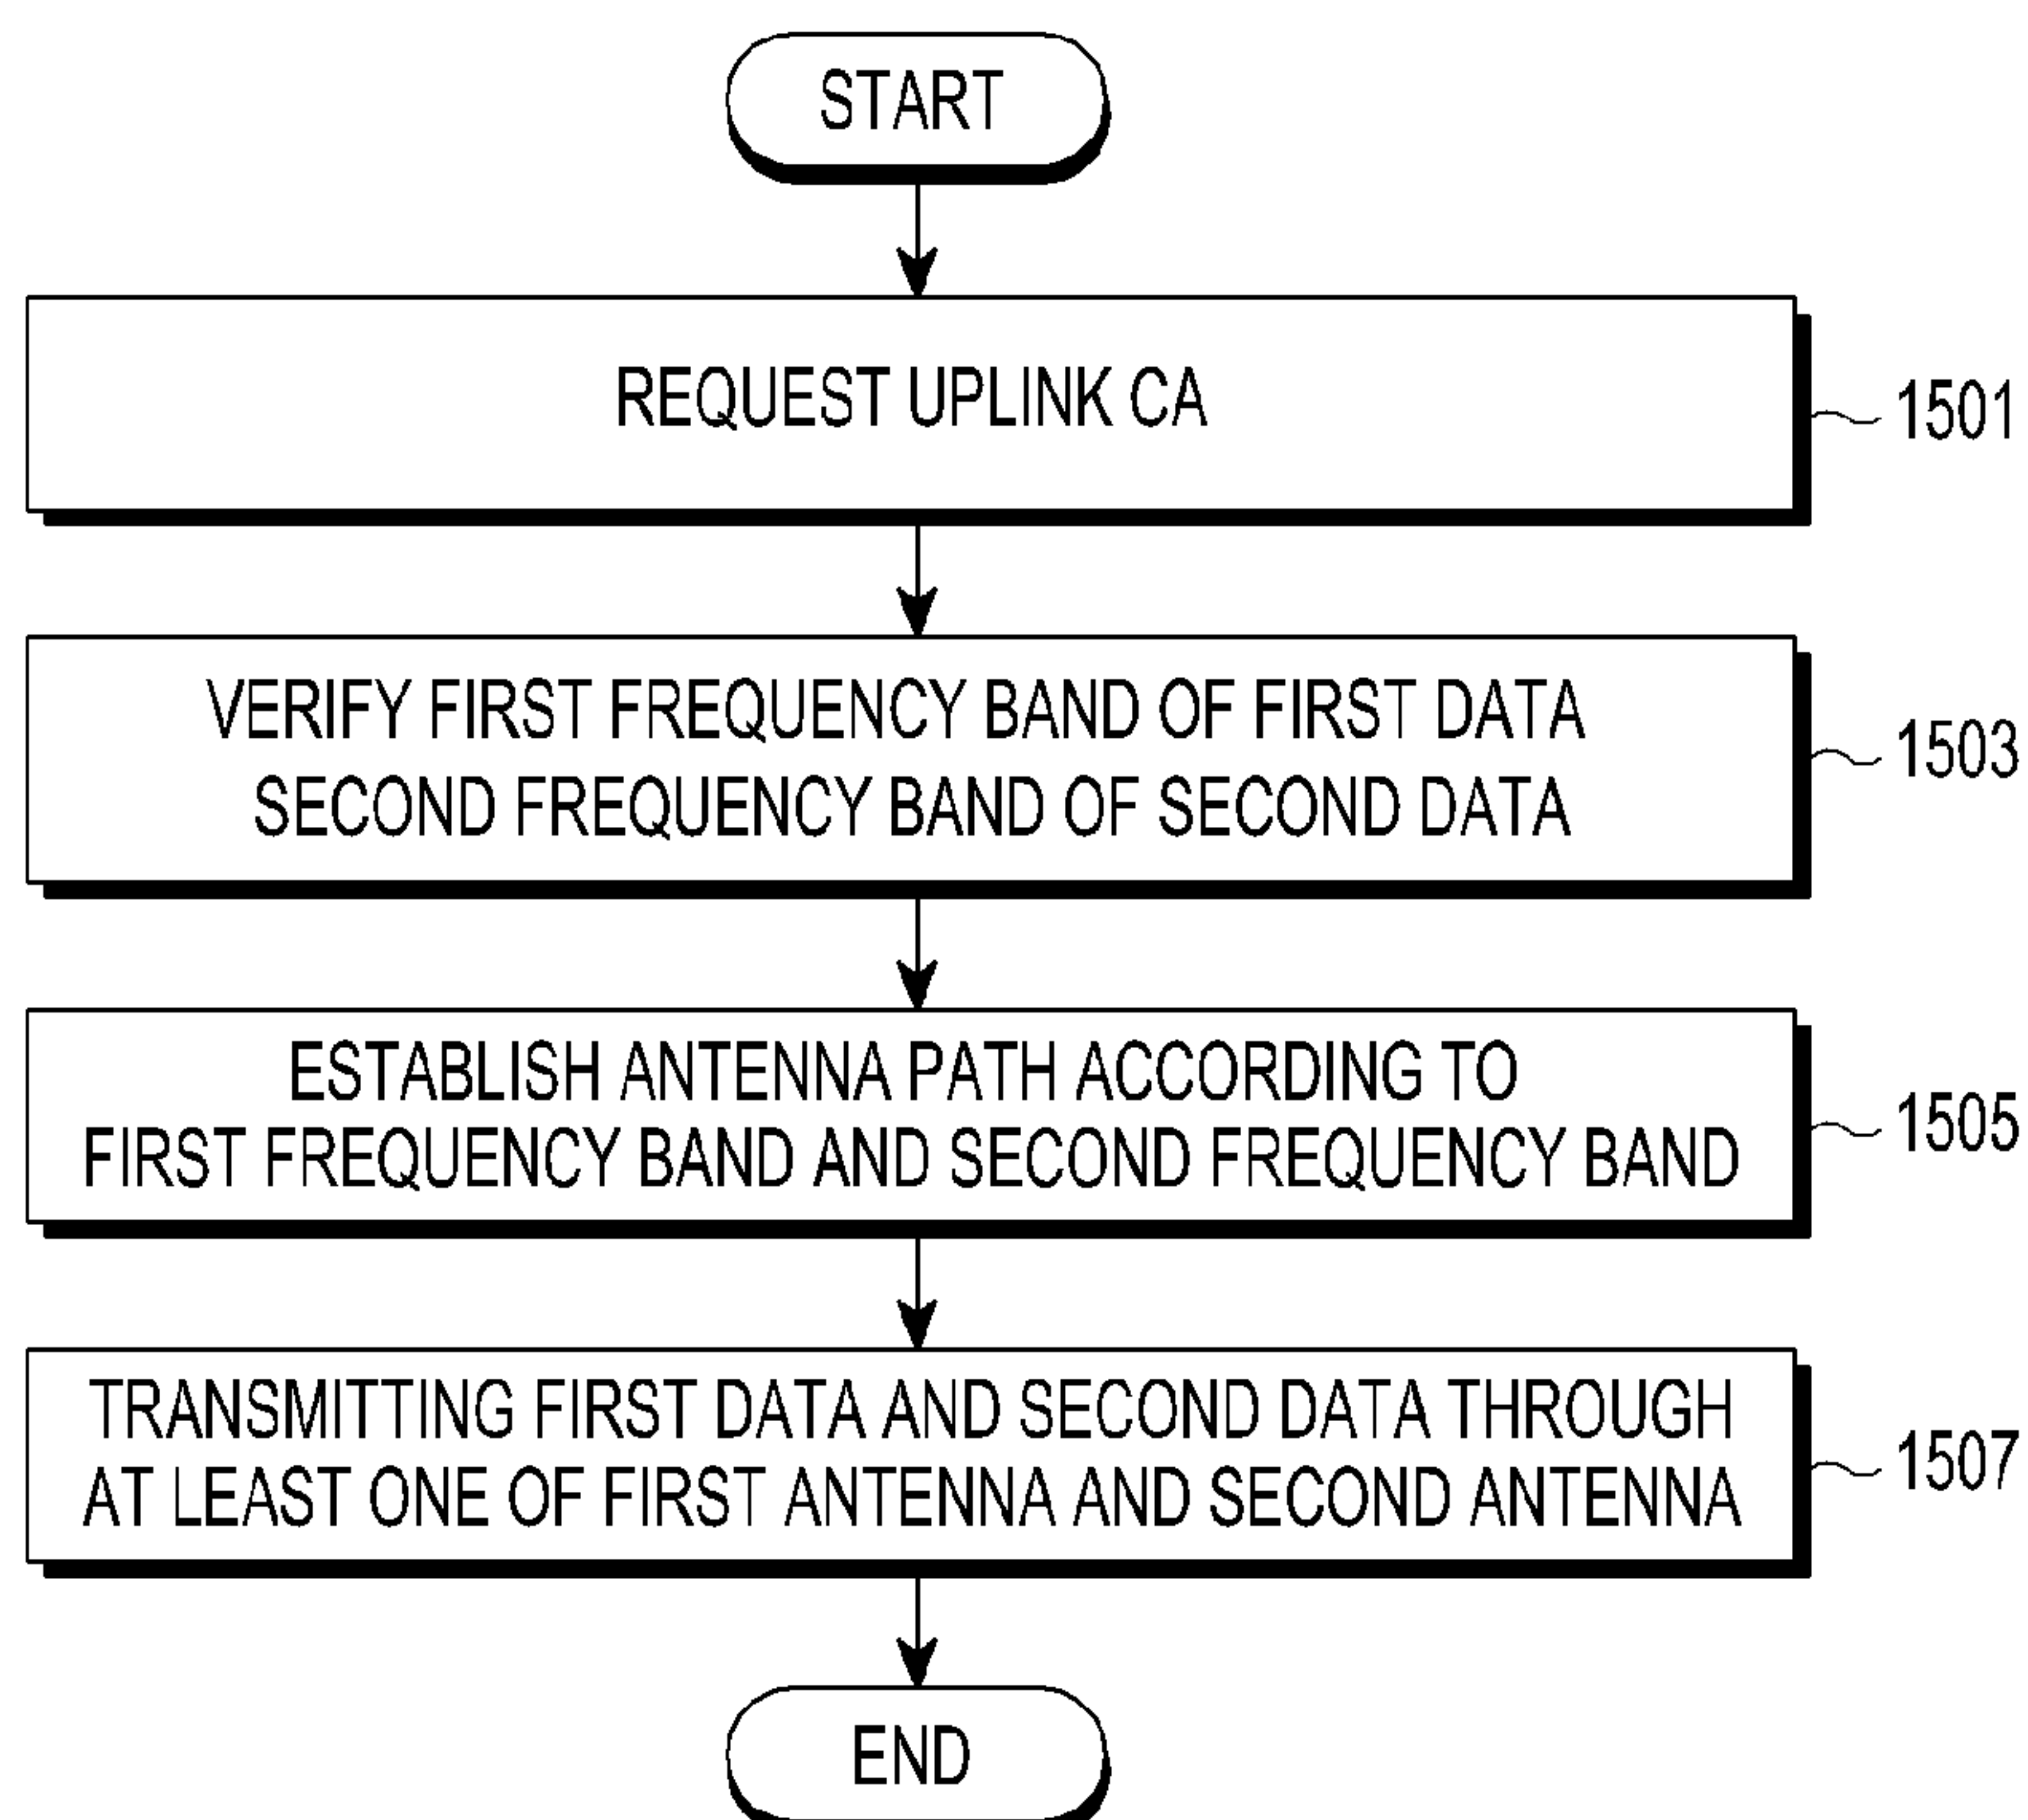 START
REQUEST UPLINK CA
1501
VERIFY FIRST FREQUENCY BAND OF FIRST DATA
SECOND FREQUENCY BAND OF SECOND DATA
1503
ESTABLISH ANTENNA PATH ACCORDING TO
FIRST FREQUENCY BAND AND SECOND FREQUENCY BAND
1505
TRANSMITTING FIRST DATA AND SECOND DATA THROUGH
AT LEAST ONE OF FIRST ANTENNA AND SECOND ANTENNA
1507
END